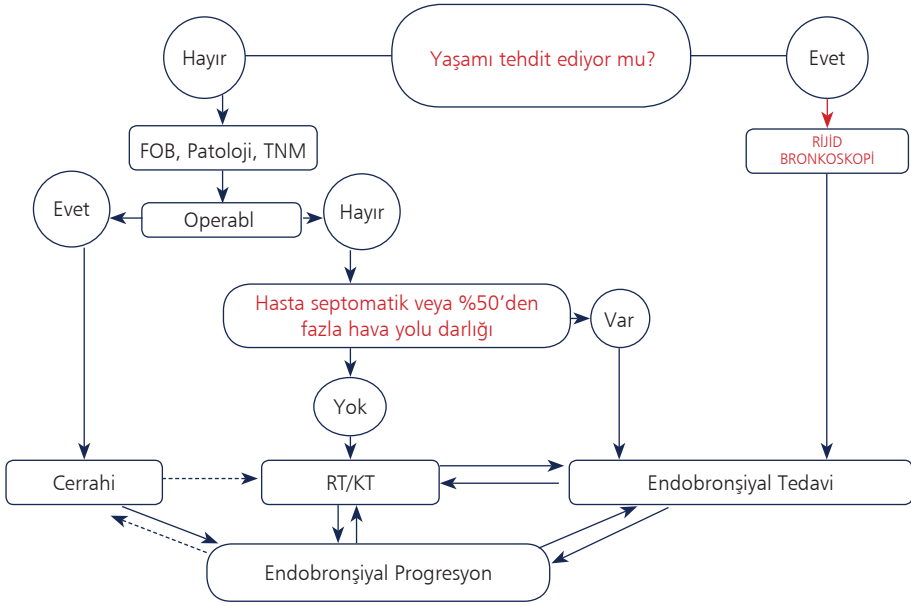 Hayır
Yaşamı tehdit ediyor mu?
Evet
FOB, Patoloji, TNM
RİJİD
BRONKOSKOPİ
Evet
Operabl
Hayır
Hasta septomatik veya %50’den
fazla hava yolu darlığı
Var
Yok
Cerrahi
RT/KT
Endobronşiyal Tedavi
Endobronşiyal Progresyon